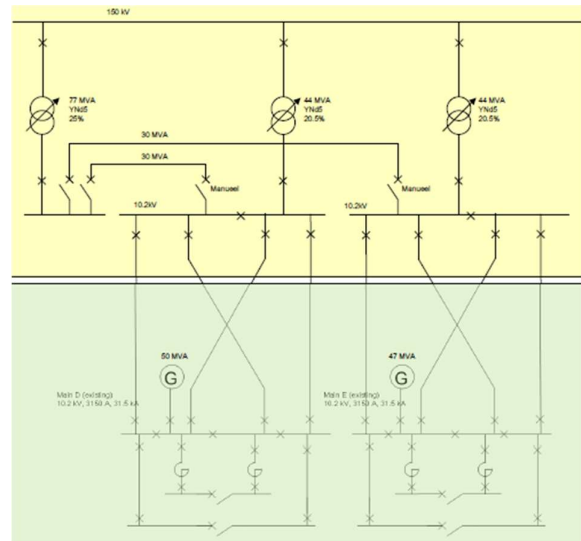 150 kV
77 MVA
YNd5
25%
44 MVA
YNd5
20.5%
44 MVA
YNd5
20.5%
30 MVA
30 MVA
Manueel
Manueel
10.2kV
10.2kV
50 MVA
47 MVA
G
G
Main D (existing)
10.2 kV, 3150 A, 31.5 kA
Main E (existing)
10.2 kV, 3150 A, 31.5 kA